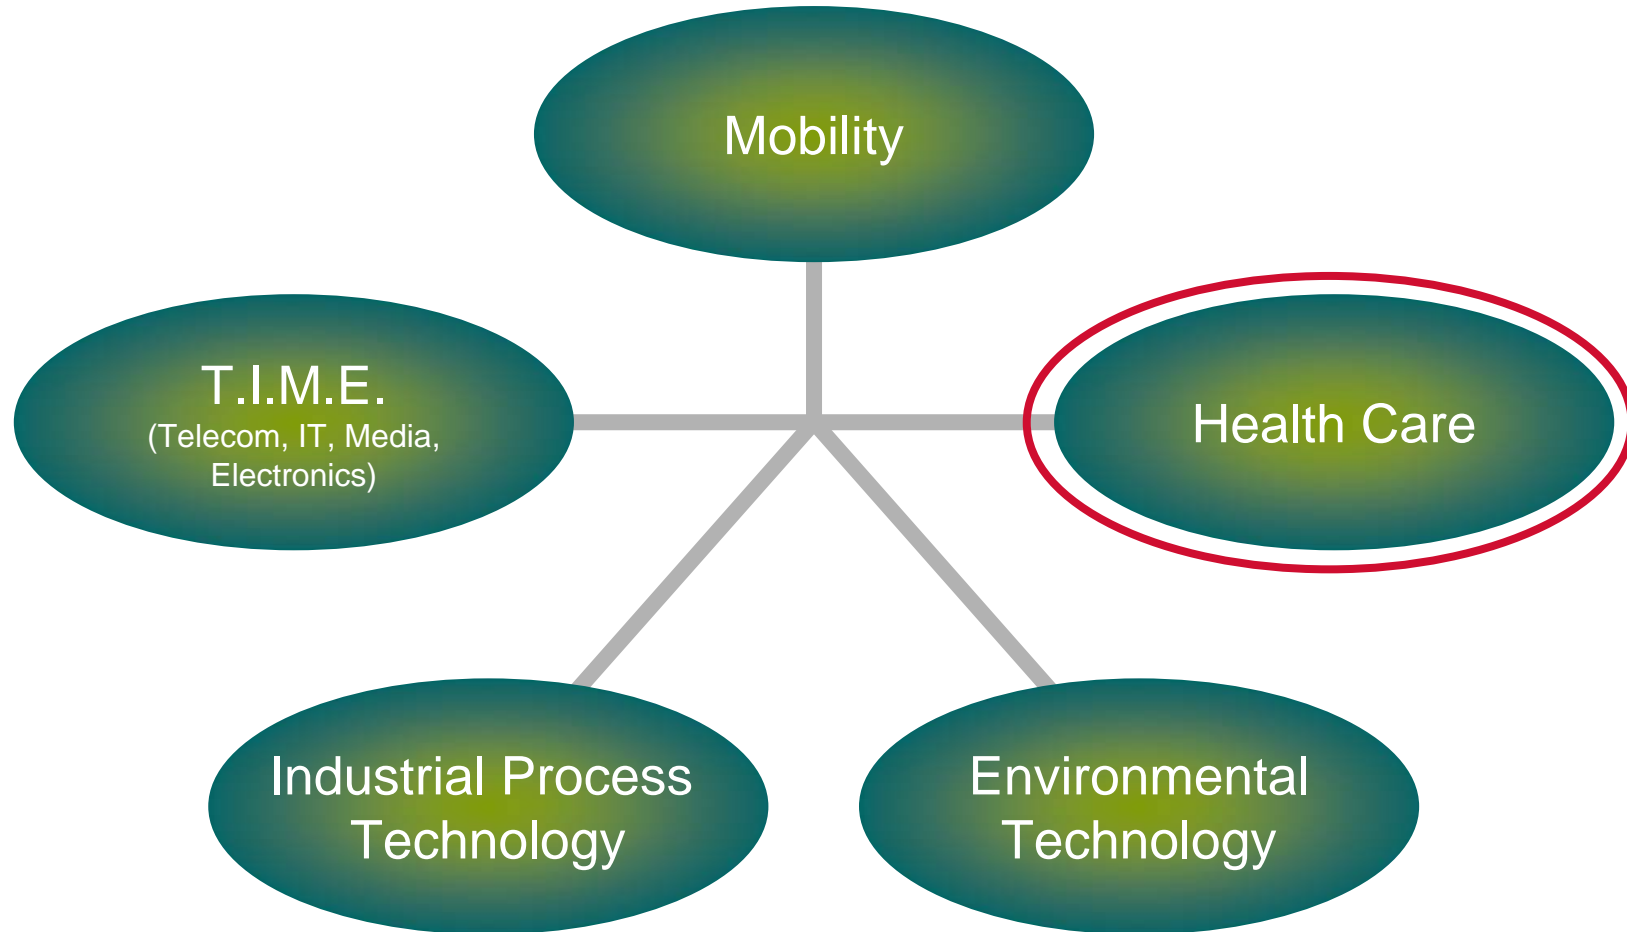 Mobility
T.I.M.E.
(Telecom, IT, Media,
Electronics)
Health Care
Industrial Process
Technology
Environmental
Technology